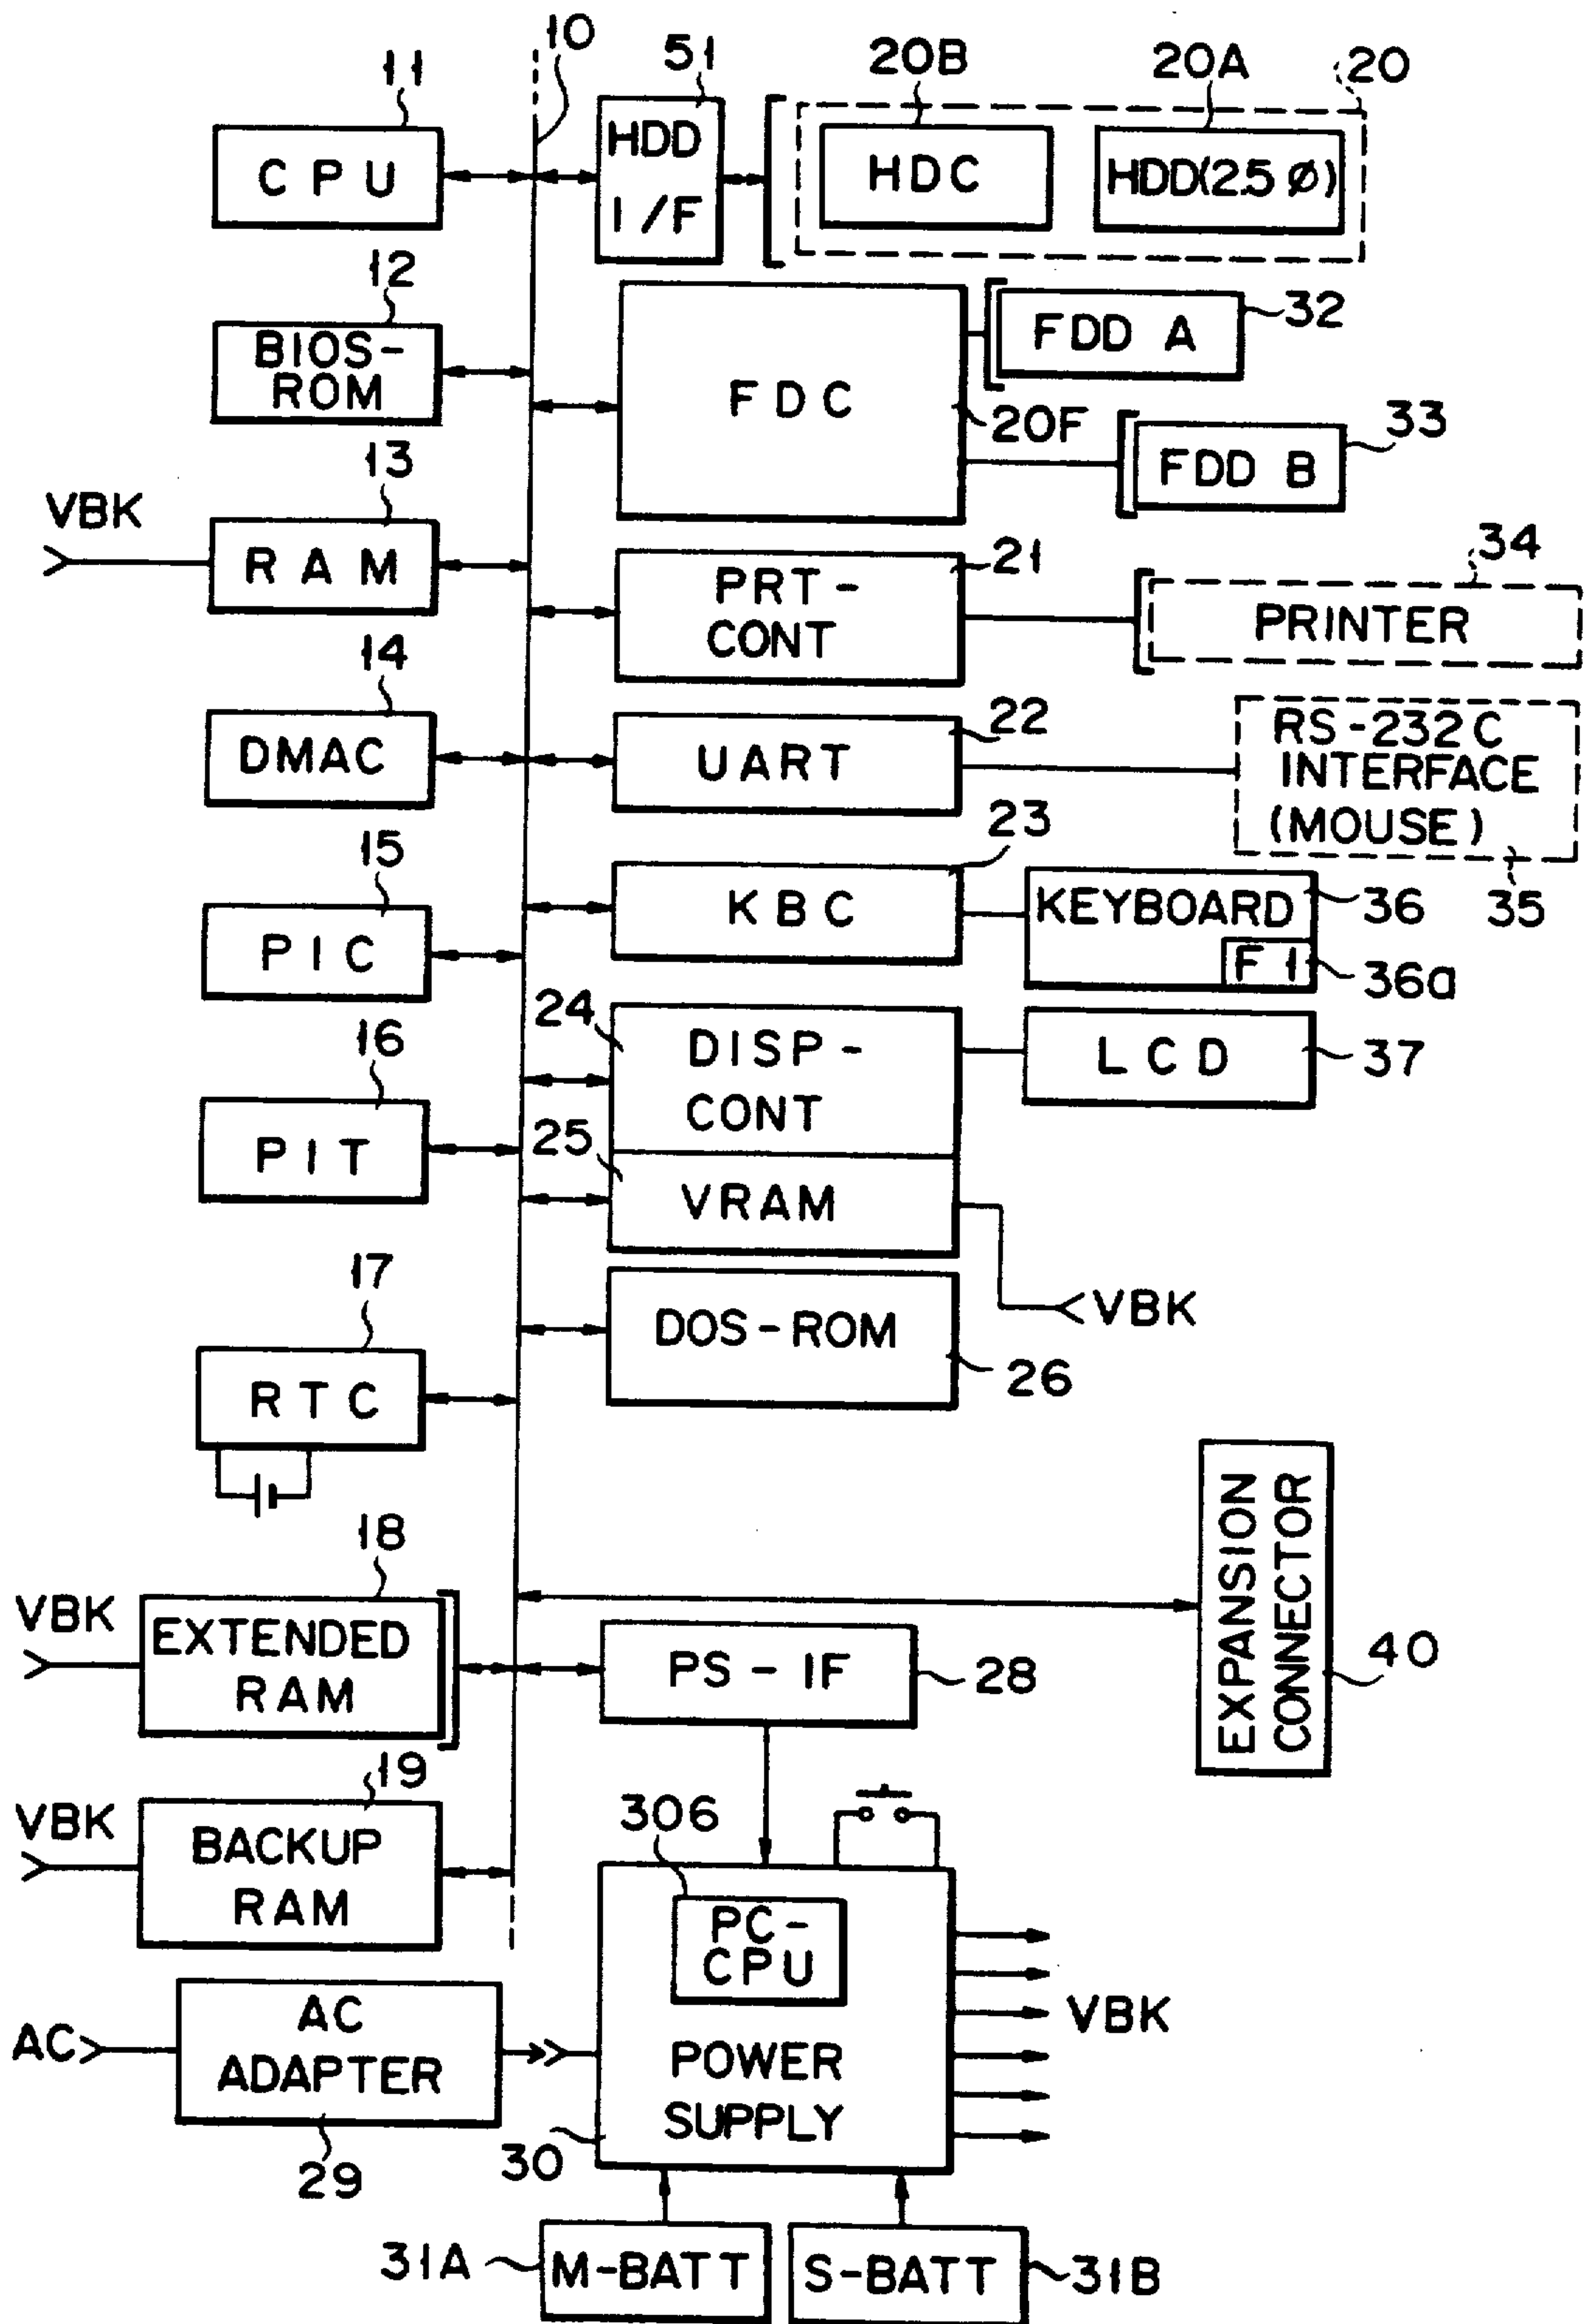 10
11
51
20B
20A
20
CPU
HDD
I/F
HDC
HDD(2.5 Ø)
12
BIOS-
ROM
FDC
20F
FDD A
32
FDD B
33
VBK
13
RAM
PRT-
CONT
21
PRINTER
34
14
DMAC
UART
22
RS-232C
INTERFACE
(MOUSE)
35
15
PIC
KBC
23
KEYBOARD
36
F1
36a
16
PIT
24
DISP-
CONT
LCD
37
25
VRAM
VBK
17
RTC
DOS-ROM
26
EXPANSION
CONNECTOR
40
18
VBK
EXTENDED
RAM
PS-IF
28
19
VBK
BACKUP
RAM
306
PC-
CPU
POWER
SUPPLY
30
VBK
AC
AC
ADAPTER
29
31A
M-BATT
S-BATT
31B